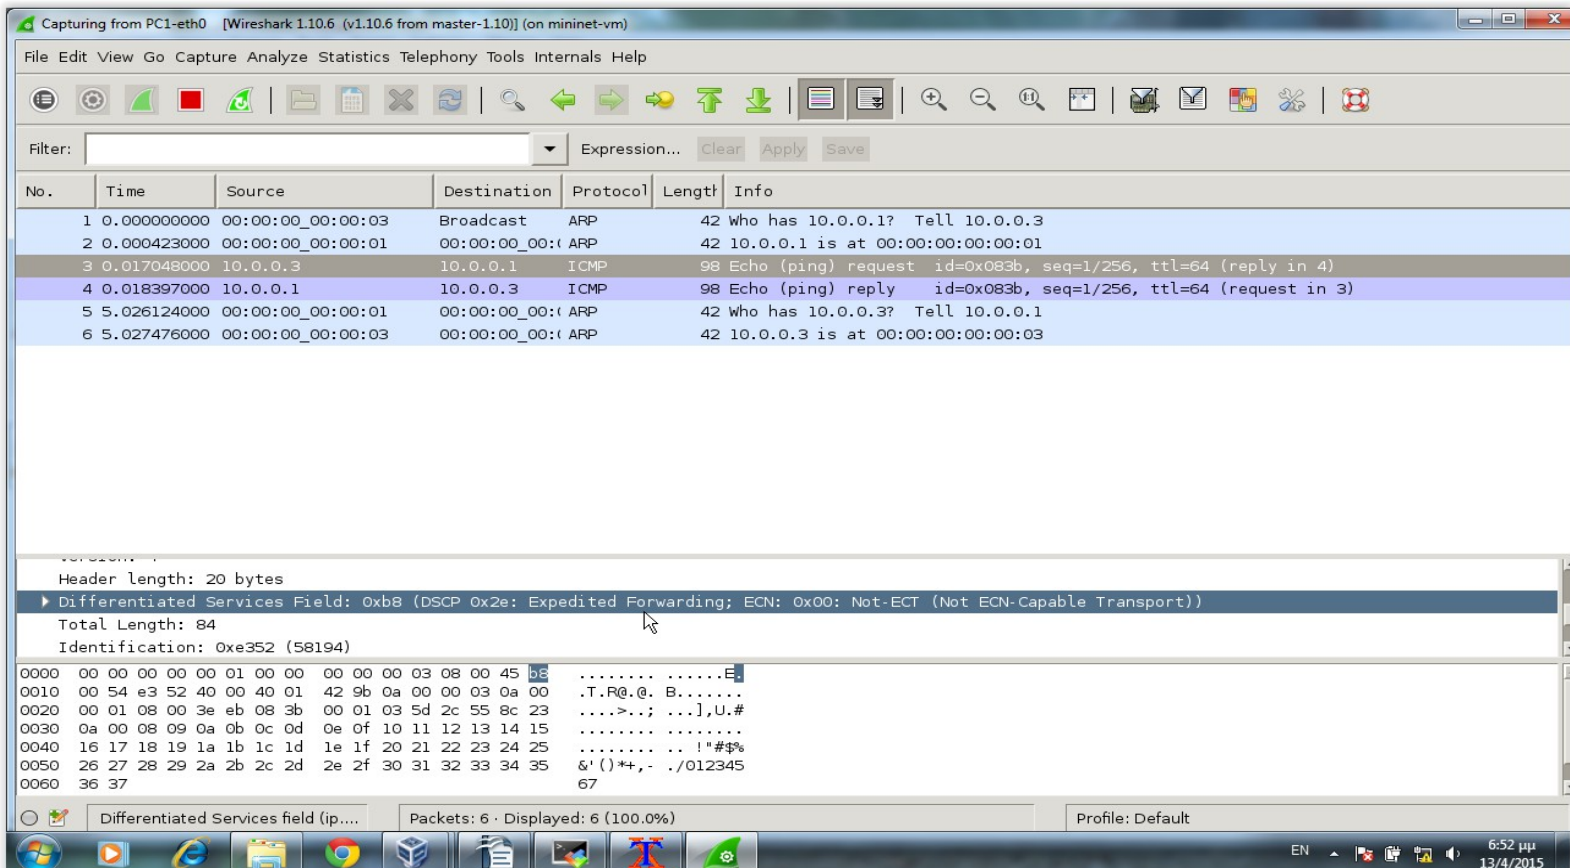 Capturing from PC1-eth0 [Wireshark 1.10.6 (v1.10.6 from master-1.10)] (on mininet-vm)
File Edit View Go Capture Analyze Statistics Telephony Tools Internals Help
Filter: Expression... Clear Apply Save
No. Time Source Destination Protocol Length Info
1 0.000000000 00:00:00_00:00:03 Broadcast ARP 42 Who has 10.0.0.1? Tell 10.0.0.3
2 0.000423000 00:00:00_00:00:01 00:00:00_00:( ARP 42 10.0.0.1 is at 00:00:00:00:00:01
3 0.017048000 10.0.0.3 10.0.0.1 ICMP 98 Echo (ping) request id=0x083b, seq=1/256, ttl=64 (reply in 4)
4 0.018397000 10.0.0.1 10.0.0.3 ICMP 98 Echo (ping) reply id=0x083b, seq=1/256, ttl=64 (request in 3)
5 5.026124000 00:00:00_00:00:01 00:00:00_00:( ARP 42 Who has 10.0.0.3? Tell 10.0.0.1
6 5.027476000 00:00:00_00:00:03 00:00:00_00:( ARP 42 10.0.0.3 is at 00:00:00:00:00:03
Header length: 20 bytes
Differentiated Services Field: 0xb8 (DSCP 0x2e: Expedited Forwarding; ECN: 0x00: Not-ECT (Not ECN-Capable Transport))
Total Length: 84
Identification: 0xe352 (58194)
0000 00 00 00 00 00 01 00 00 00 00 00 03 08 00 45 b8 ........ ......E.
0010 00 54 e3 52 40 00 40 01 42 9b 0a 00 00 03 0a 00 .T.R@.@. B.......
0020 00 01 08 00 3e eb 08 3b 00 01 03 5d 2c 55 8c 23 ....>..; ...],U.#
0030 0a 00 08 09 0a 0b 0c 0d 0e 0f 10 11 12 13 14 15 ........ ........
0040 16 17 18 19 1a 1b 1c 1d 1e 1f 20 21 22 23 24 25 ........ .. !"#$%
0050 26 27 28 29 2a 2b 2c 2d 2e 2f 30 31 32 33 34 35 &'()*+,- ./012345
0060 36 37 67
Differentiated Services field (ip.... Packets: 6 · Displayed: 6 (100.0%) Profile: Default
EN 6:52 μμ
13/4/2015